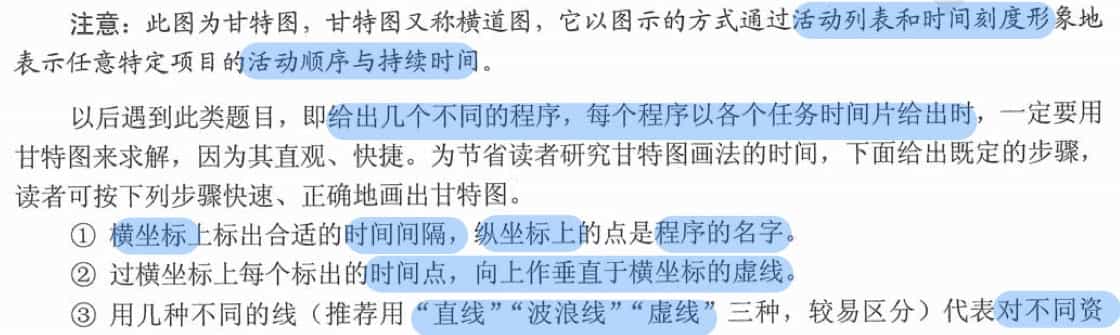 注意：此图为甘特图，甘特图又称横道图，它以图示的方式通过活动列表和时间刻度形象地
表示任意特定项目的活动顺序与持续时间。
以后遇到此类题目，即给出几个不同的程序，每个程序以各个任务时间片给出时，一定要用
甘特图来求解，因为其直观、快捷。为节省读者研究甘特图画法的时间，下面给出既定的步骤，
读者可按下列步骤快速、正确地画出甘特图。
① 横坐标上标出合适的时间间隔，纵坐标上的点是程序的名字。
② 过横坐标上每个标出的时间点，向上作垂直于横坐标的虚线。
③ 用几种不同的线（推荐用“直线”“波浪线”“虚线”三种，较易区分）代表对不同资